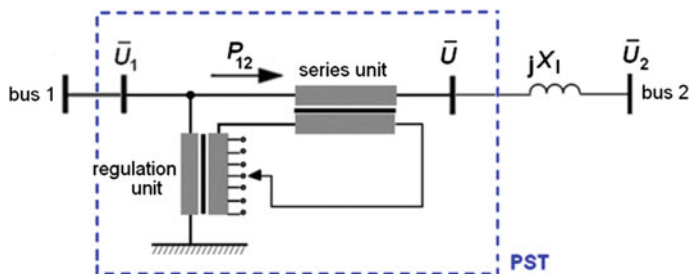 Ū₁
P₁₂
series unit
Ū
jXₗ
Ū₂
bus 1
bus 2
regulation
unit
PST